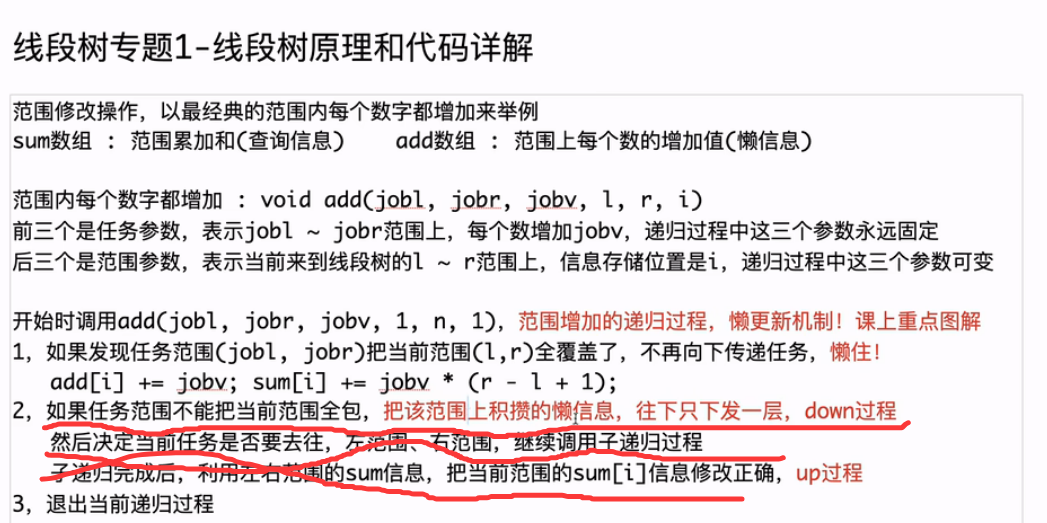 线段树专题1-线段树原理和代码详解
范围修改操作，以最经典的范围内每个数字都增加来举例
sum数组 : 范围累加和(查询信息)    add数组 : 范围上每个数的增加值(懒信息)
范围内每个数字都增加 : void add(jobl, jobr, jobv, l, r, i)
前三个是任务参数，表示jobl ~ jobr范围上，每个数增加jobv，递归过程中这三个参数永远固定
后三个是范围参数，表示当前来到线段树的l ~ r范围上，信息存储位置是i，递归过程中这三个参数可变
开始时调用add(jobl, jobr, jobv, 1, n, 1)，范围增加的递归过程，懒更新机制！课上重点图解
1，如果发现任务范围(jobl, jobr)把当前范围(l,r)全覆盖了，不再向下传递任务，懒住！
add[i] += jobv; sum[i] += jobv * (r - l + 1);
2，如果任务范围不能把当前范围全包，把该范围上积攒的懒信息，往下只下发一层，down过程
然后决定当前任务是否要去往，左范围、右范围，继续调用子递归过程
子递归完成后，利用左右范围的sum信息，把当前范围的sum[i]信息修改正确，up过程
3，退出当前递归过程